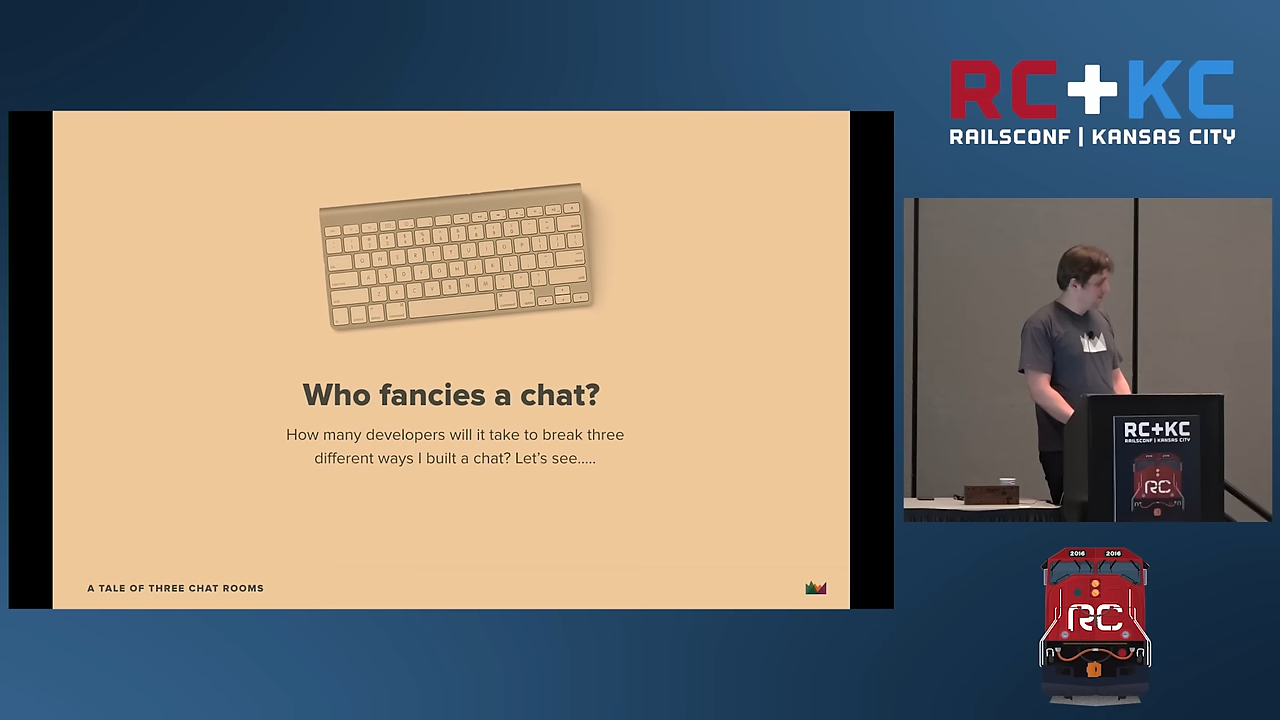 RC+KC
RAILSCONF | KANSAS CITY
Who fancies a chat?
How many developers will it take to break three
different ways I built a chat? Let's see.....
A TALE OF THREE CHAT ROOMS
RC+KC
RAILSCONF | KANSAS CITY
RC
2016 2016
RC